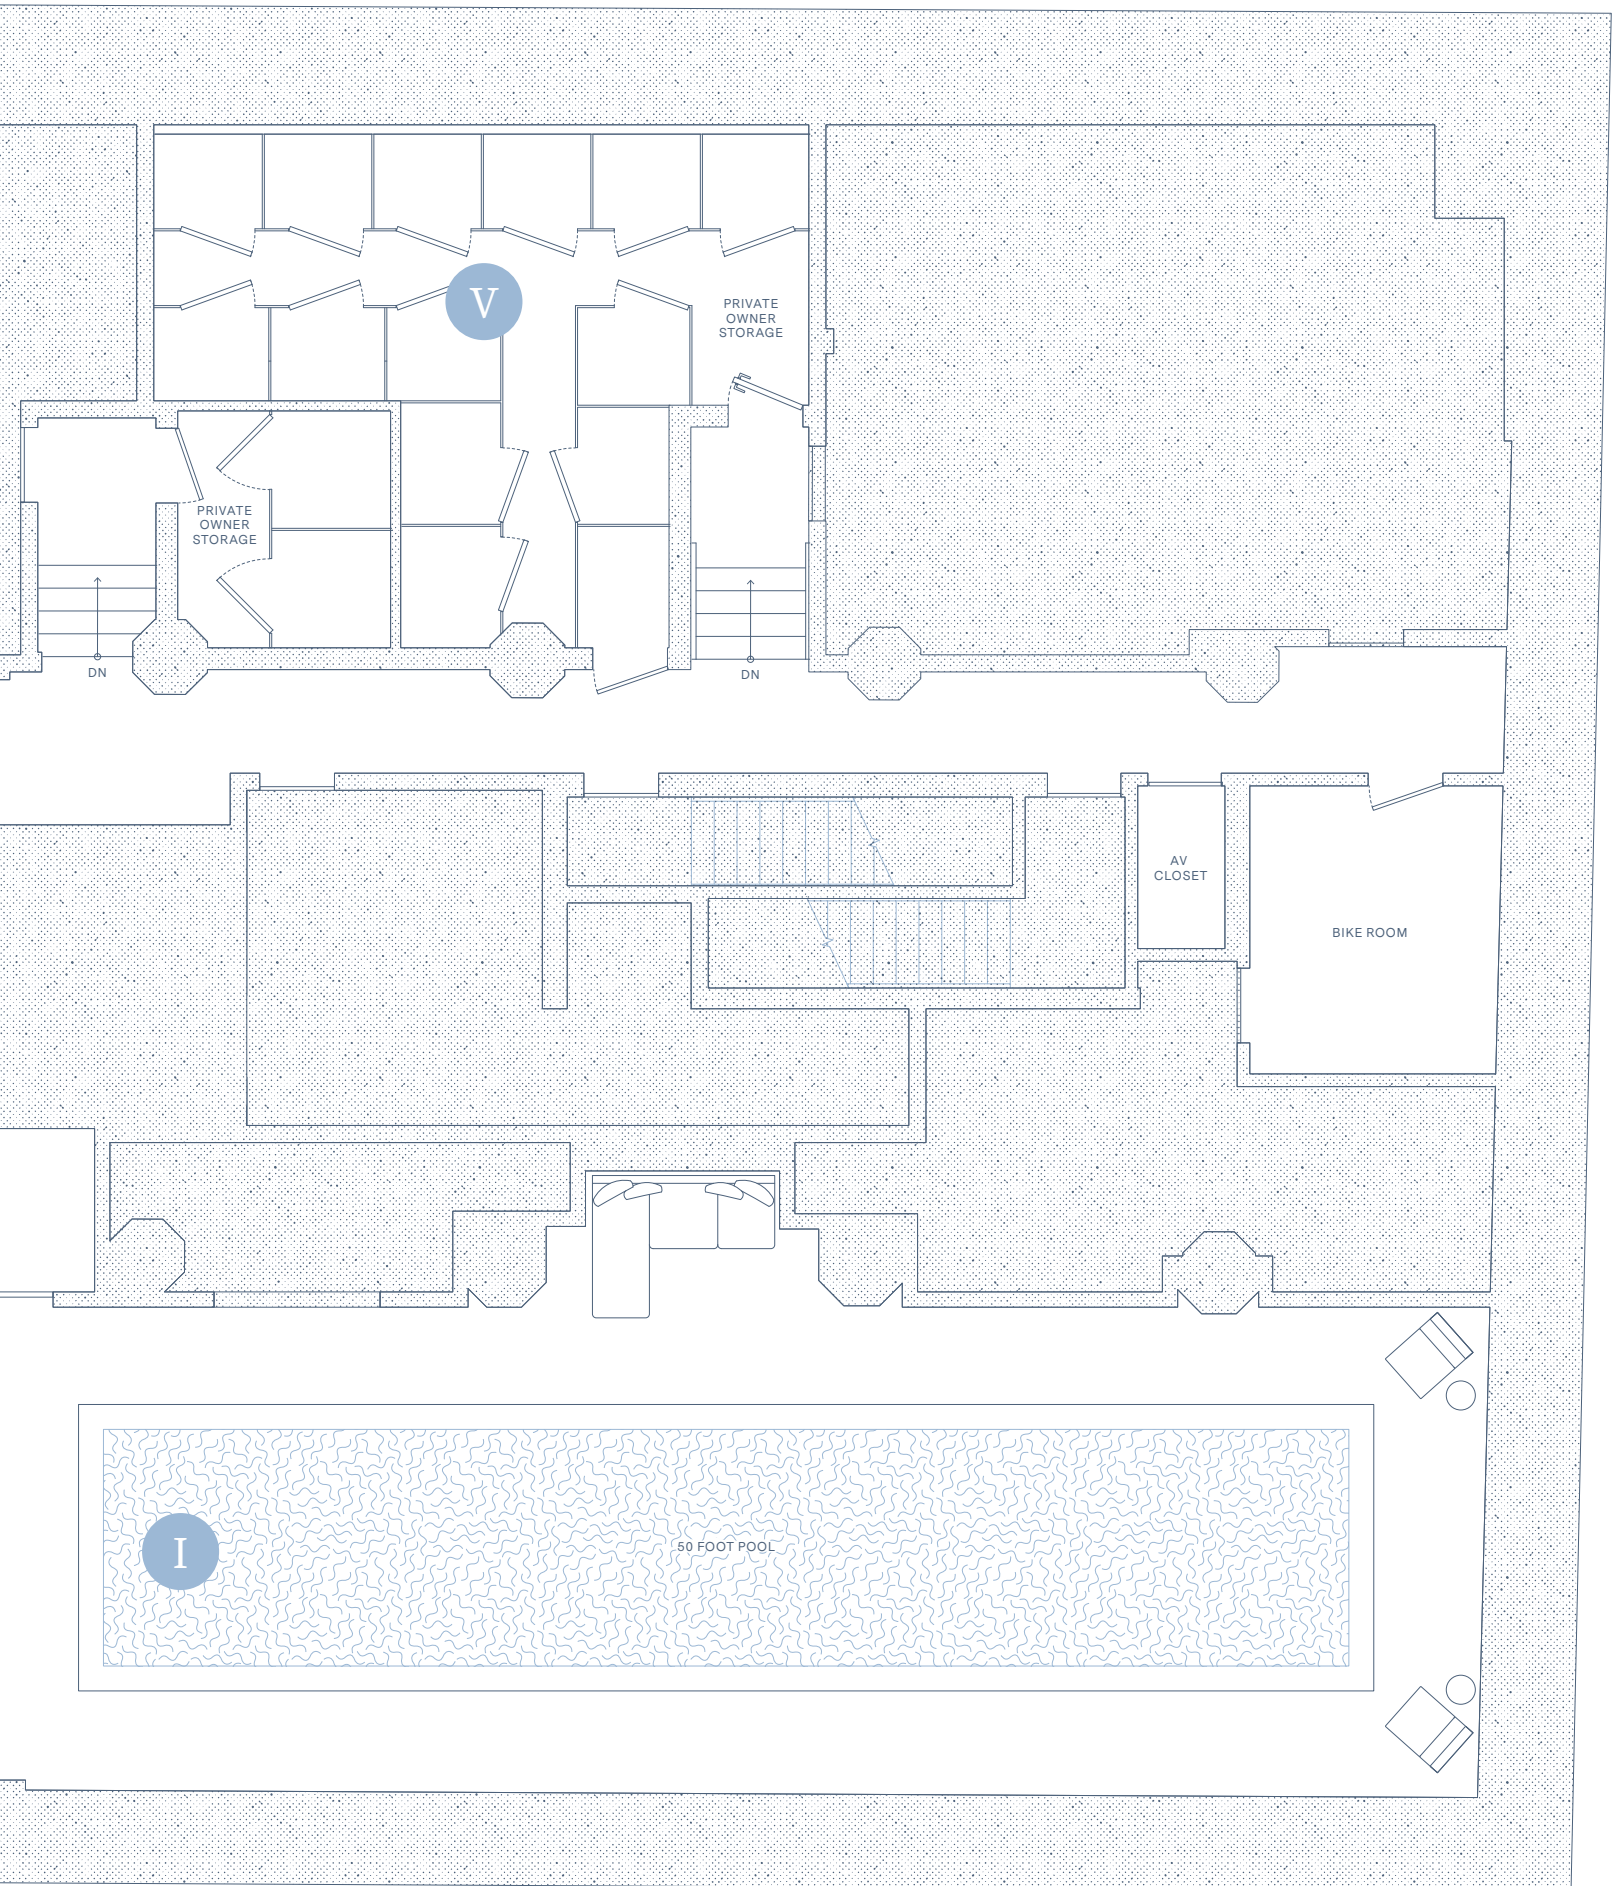 V
PRIVATE
OWNER
STORAGE
PRIVATE
OWNER
STORAGE
DN
DN
AV
CLOSET
BIKE ROOM
50 FOOT POOL
I